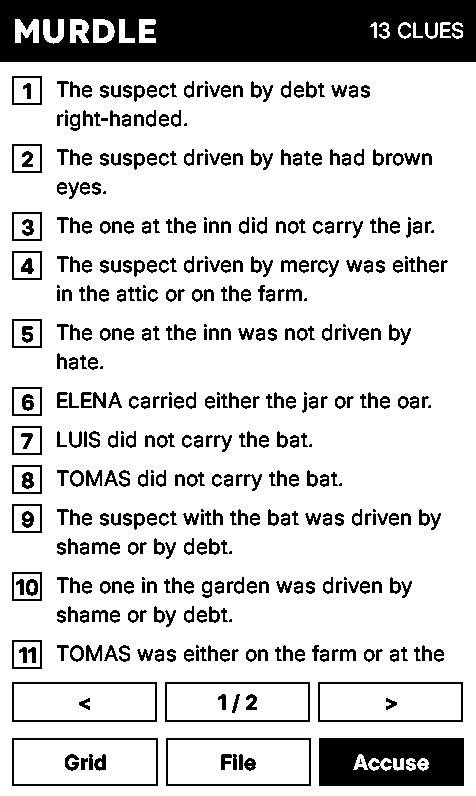 MURDLE
13 CLUES
1 The suspect driven by debt was
right-handed.
2 The suspect driven by hate had brown
eyes.
3 The one at the inn did not carry the jar.
4 The suspect driven by mercy was either
in the attic or on the farm.
5 The one at the inn was not driven by
hate.
6 ELENA carried either the jar or the oar.
7 LUIS did not carry the bat.
8 TOMAS did not carry the bat.
9 The suspect with the bat was driven by
shame or by debt.
10 The one in the garden was driven by
shame or by debt.
11 TOMAS was either on the farm or at the
< 1 / 2 >
Grid File Accuse